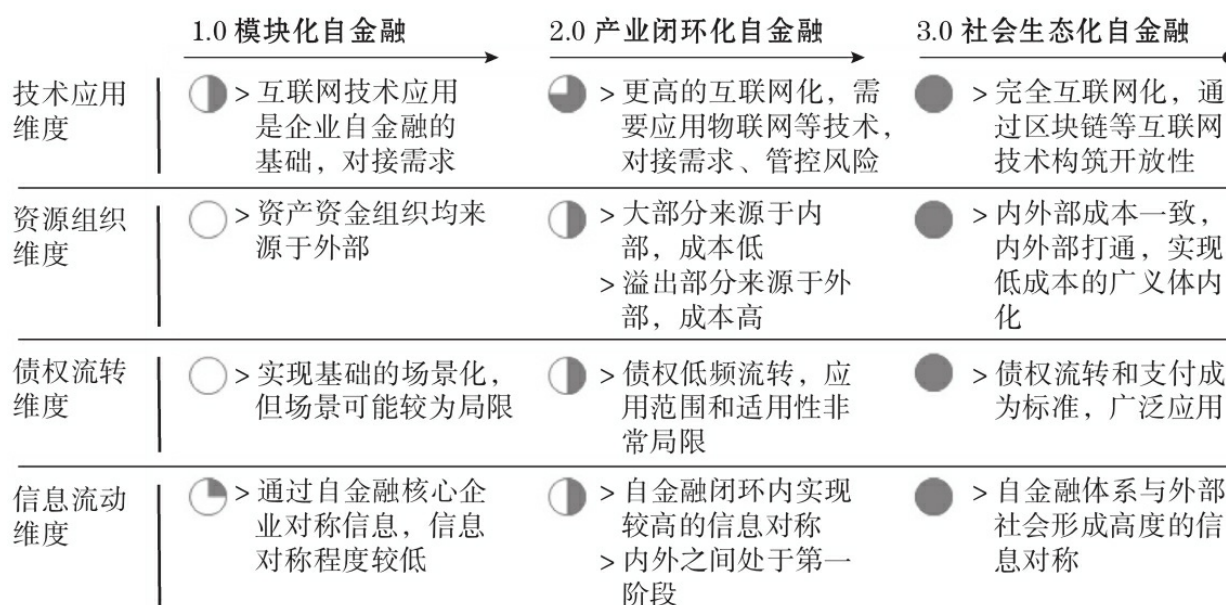 1.0 模块化自金融
2.0 产业闭环化自金融
3.0 社会生态化自金融
技术应用
维度
> 互联网技术应用
是企业自金融的
基础，对接需求
> 更高的互联网化，需
要应用物联网等技术，
对接需求、管控风险
> 完全互联网化，通
过区块链等互联网
技术构筑开放性
资源组织
维度
> 资产资金组织均来
源于外部
> 大部分来源于内
部，成本低
> 溢出部分来源于外
部，成本高
> 内外部成本一致，
内外部打通，实现
低成本的广义体内
化
债权流转
维度
> 实现基础的场景化，
但场景可能较为局限
> 债权低频流转，应
用范围和适用性非
常局限
> 债权流转和支付成
为标准，广泛应用
信息流动
维度
> 通过自金融核心企
业对称信息，信息
对称程度较低
> 自金融闭环内实现
较高的信息对称
> 内外之间处于第一
阶段
> 自金融体系与外部
社会形成高度的信
息对称